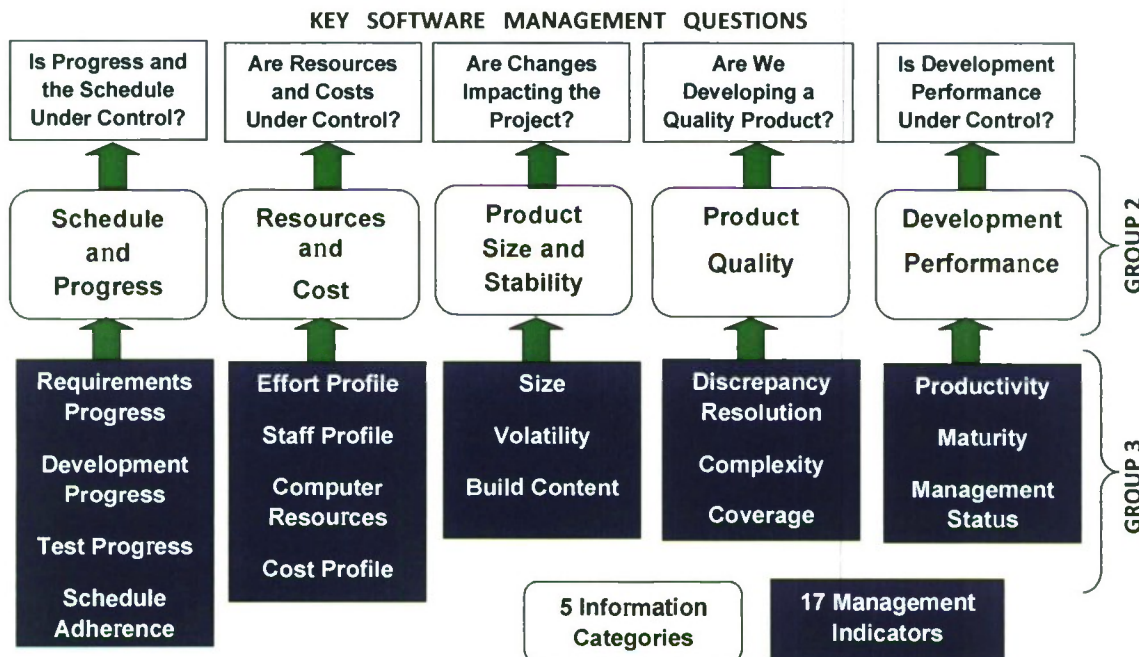 KEY SOFTWARE MANAGEMENT QUESTIONS
Is Progress and
the Schedule
Under Control?
Are Resources
and Costs
Under Control?
Are Changes
Impacting the
Project?
Are We
Developing a
Quality Product?
Is Development
Performance
Under Control?
Schedule
and
Progress
Resources
and
Cost
Product
Size and
Stability
Product
Quality
Development
Performance
GROUP 2
Requirements
Progress
Development
Progress
Test Progress
Schedule
Adherence
Effort Profile
Staff Profile
Computer
Resources
Cost Profile
Size
Volatility
Build Content
Discrepancy
Resolution
Complexity
Coverage
Productivity
Maturity
Management
Status
GROUP 3
5 Information
Categories
17 Management
Indicators